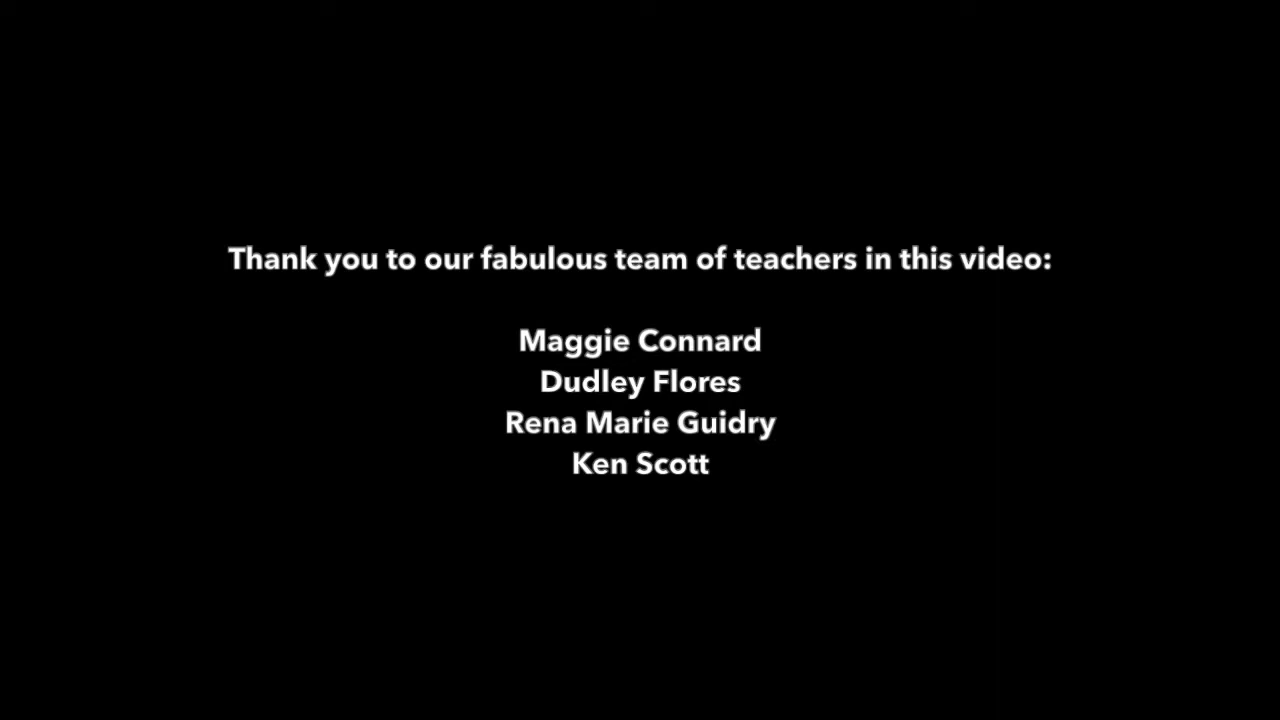 Thank you to our fabulous team of teachers in this video:
Maggie Connard
Dudley Flores
Rena Marie Guidry
Ken Scott